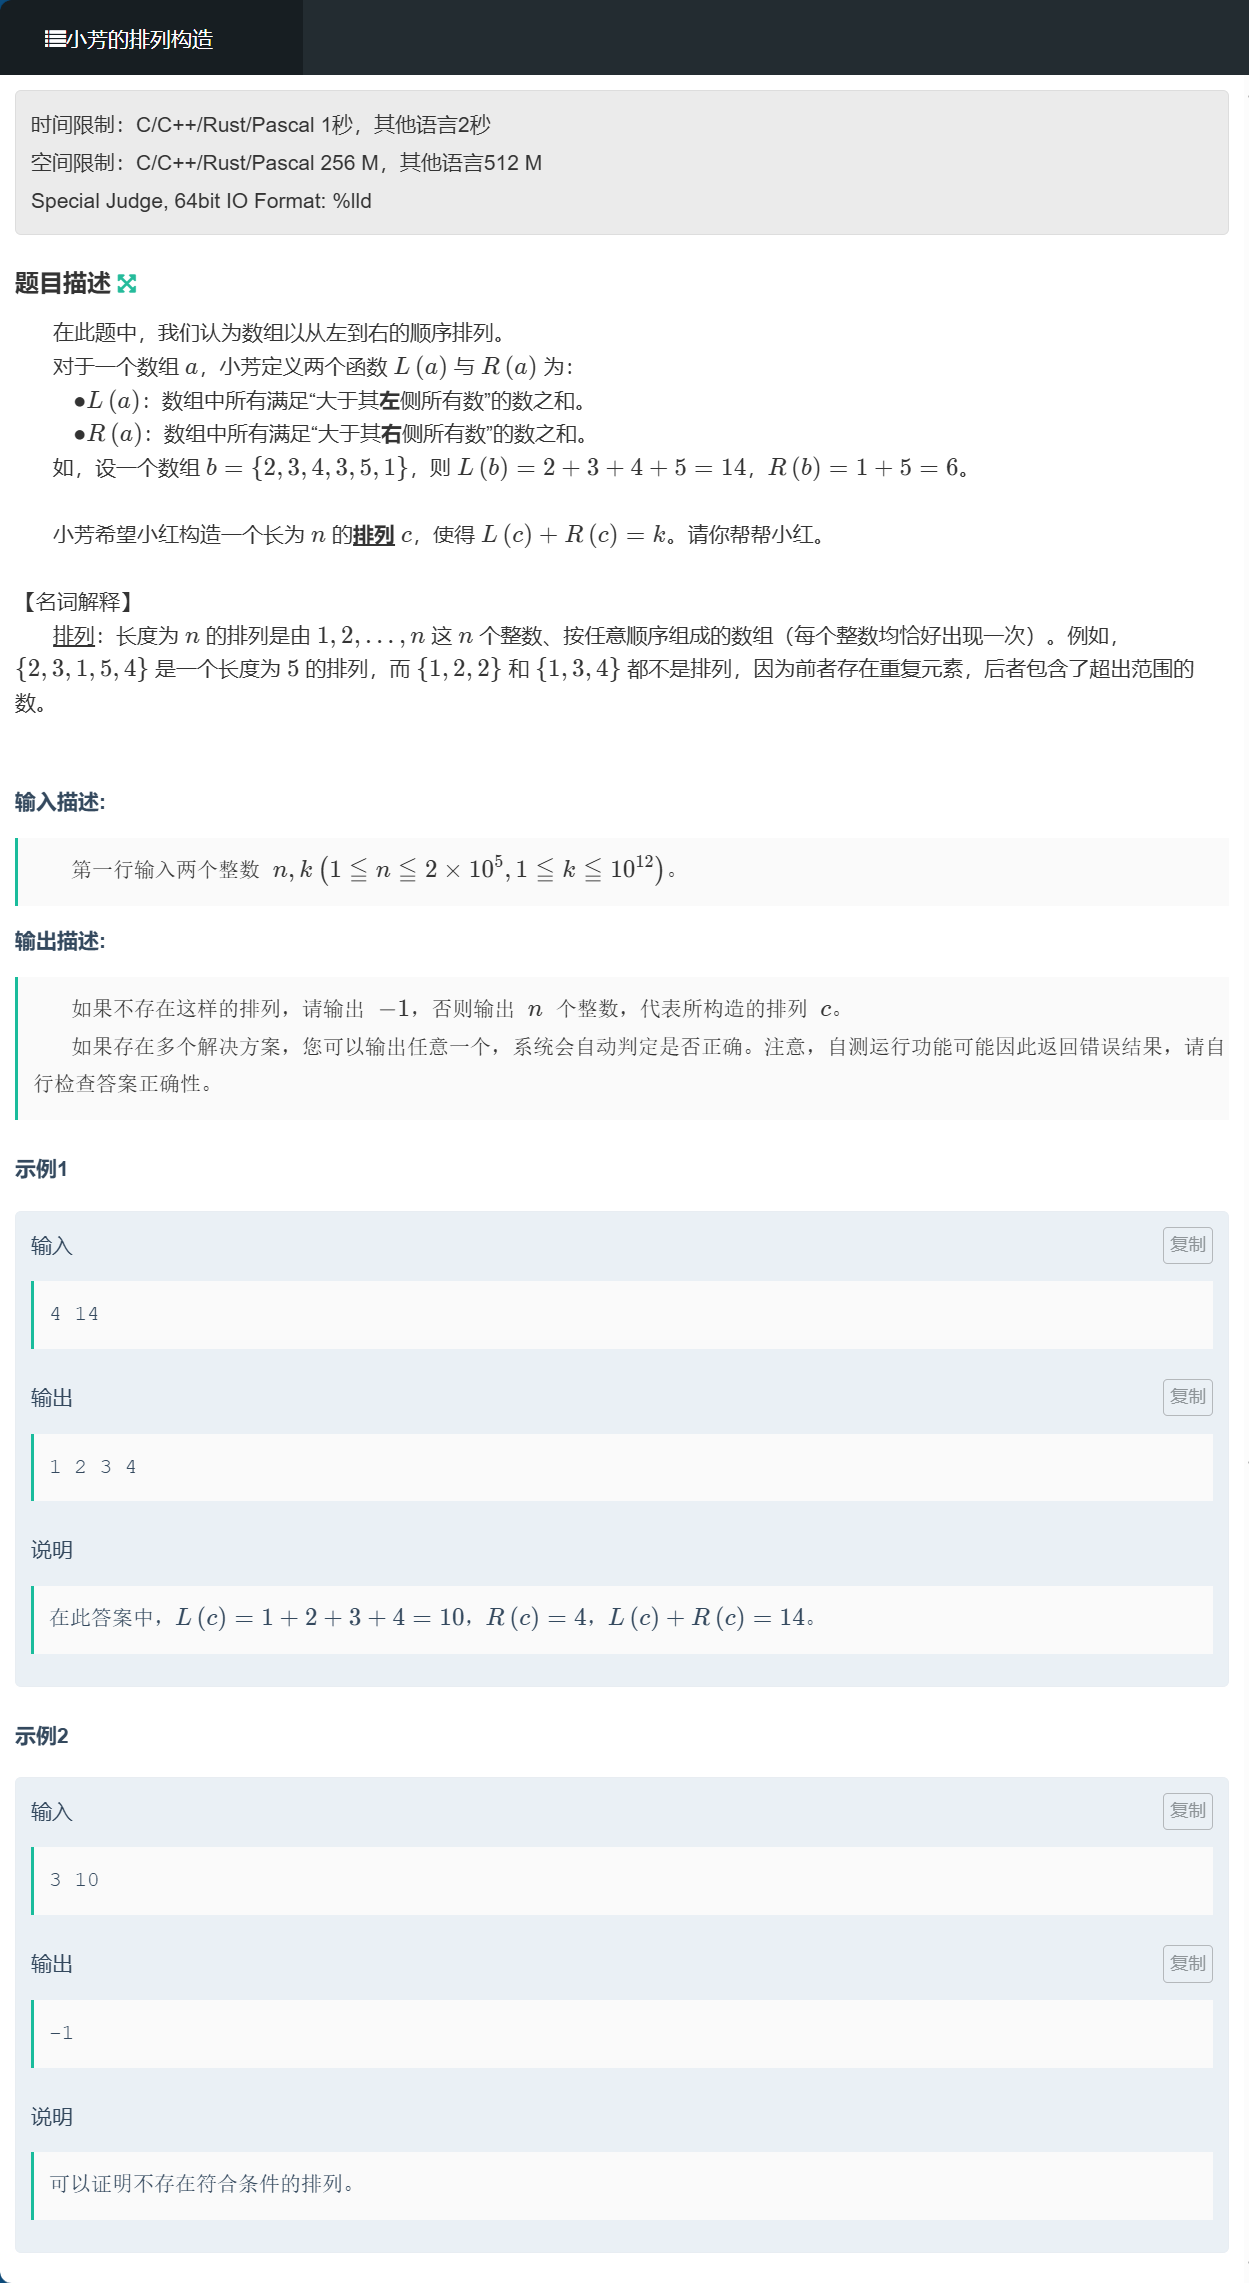 小芳的排列构造
时间限制：C/C++/Rust/Pascal 1秒，其他语言2秒
空间限制：C/C++/Rust/Pascal 256 M，其他语言512 M
Special Judge, 64bit IO Format: %lld
题目描述
在此题中，我们认为数组以从左到右的顺序排列。
对于一个数组 a，小芳定义两个函数 L (a) 与 R (a) 为：
●L (a)：数组中所有满足“大于其左侧所有数”的数之和。
●R (a)：数组中所有满足“大于其右侧所有数”的数之和。
如，设一个数组 b = {2, 3, 4, 3, 5, 1}，则 L (b) = 2 + 3 + 4 + 5 = 14，R (b) = 1 + 5 = 6。
小芳希望小红构造一个长为 n 的排列 c，使得 L (c) + R (c) = k。请你帮帮小红。
【名词解释】
排列：长度为 n 的排列是由 1, 2, . . . , n 这 n 个整数、按任意顺序组成的数组（每个整数均恰好出现一次）。例如，
{2, 3, 1, 5, 4} 是一个长度为 5 的排列，而 {1, 2, 2} 和 {1, 3, 4} 都不是排列，因为前者存在重复元素，后者包含了超出范围的
数。
输入描述:
第一行输入两个整数 n, k (1 ≦ n ≦ 2 × 10⁵, 1 ≦ k ≦ 10¹²)。
输出描述:
如果不存在这样的排列，请输出 −1，否则输出 n 个整数，代表所构造的排列 c。
如果存在多个解决方案，您可以输出任意一个，系统会自动判定是否正确。注意，自测运行功能可能因此返回错误结果，请自
行检查答案正确性。
示例1
输入
复制
4 14
输出
复制
1 2 3 4
说明
在此答案中，L (c) = 1 + 2 + 3 + 4 = 10，R (c) = 4，L (c) + R (c) = 14。
示例2
输入
复制
3 10
输出
复制
-1
说明
可以证明不存在符合条件的排列。